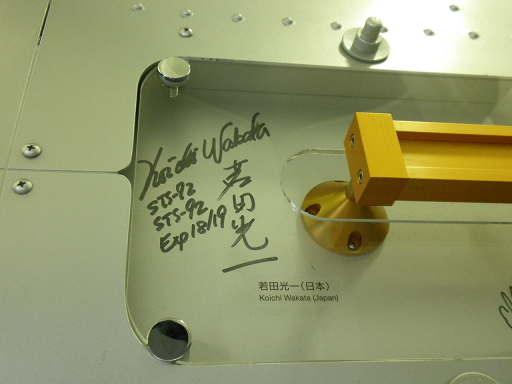 Koichi Wakata
STS-72
STS-92
Exp 18/19
若田光一
若田光一(日本)
Koichi Wakata (Japan)